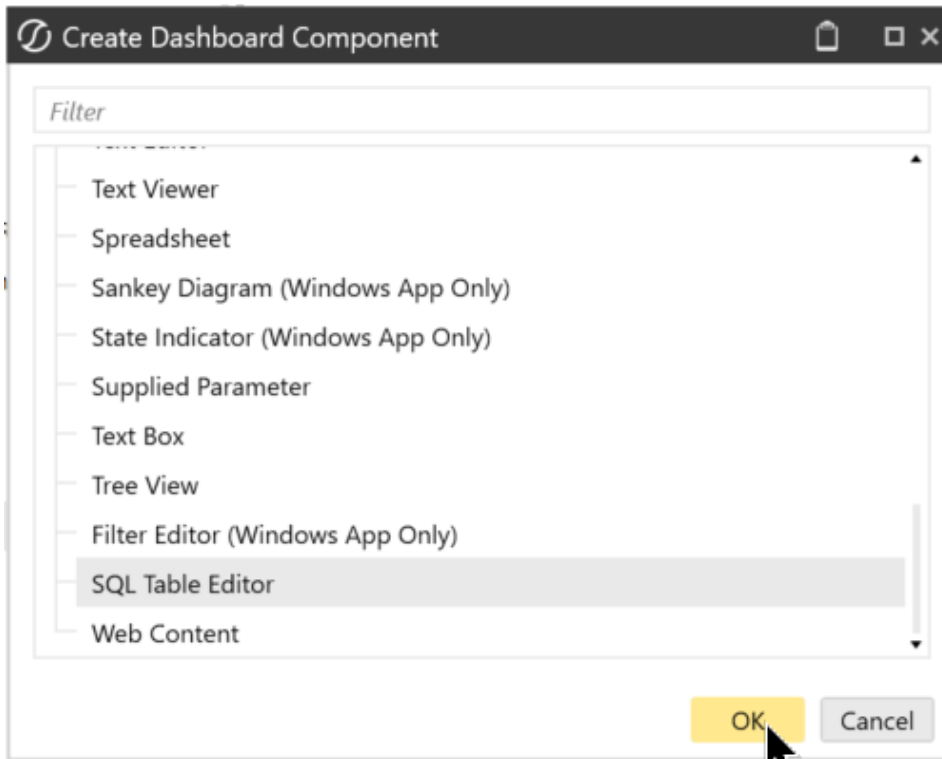 Create Dashboard Component
Filter
Text Viewer
Spreadsheet
Sankey Diagram (Windows App Only)
State Indicator (Windows App Only)
Supplied Parameter
Text Box
Tree View
Filter Editor (Windows App Only)
SQL Table Editor
Web Content
OK
Cancel